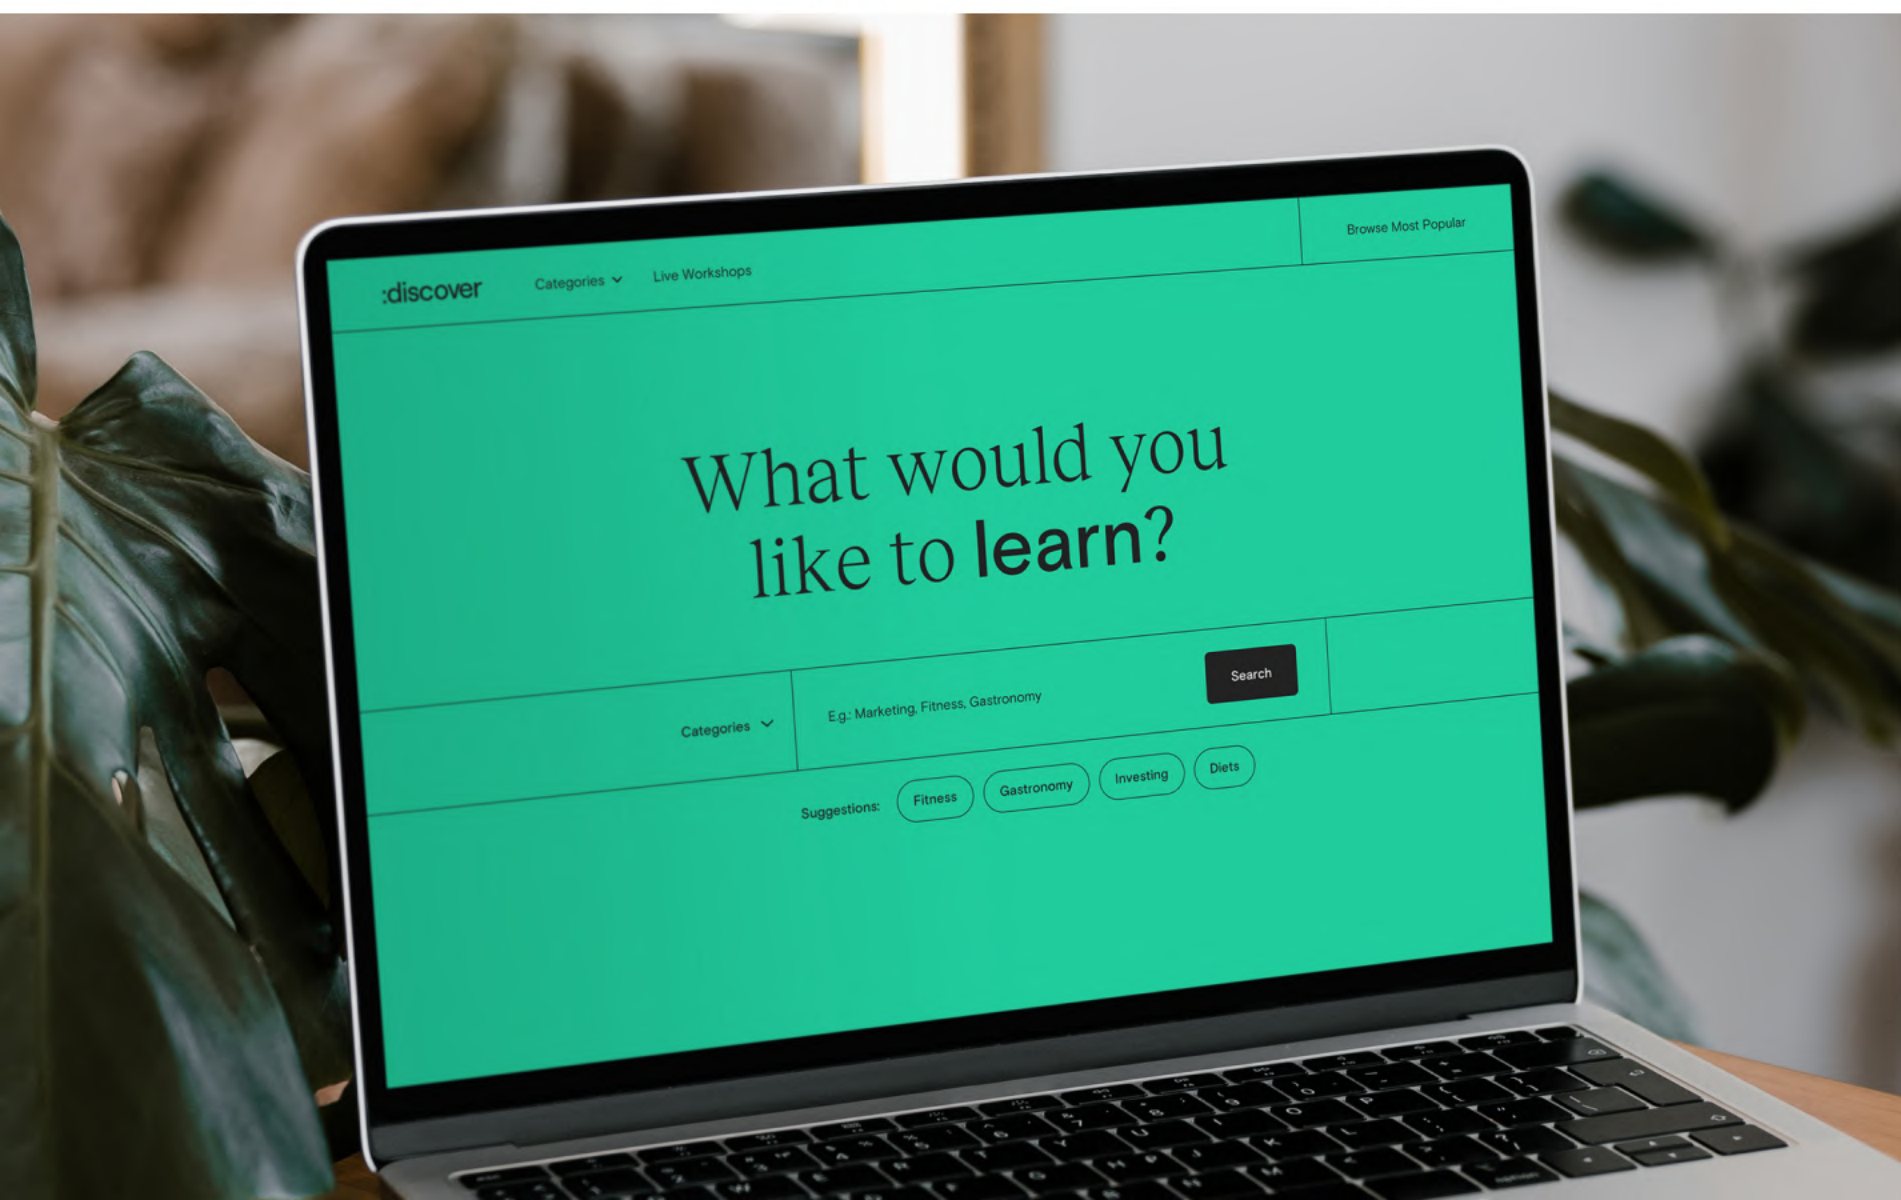 :discover Categories Live Workshops Browse Most Popular
What would you
like to learn?
Categories E.g.: Marketing, Fitness, Gastronomy Search
Suggestions: Fitness Gastronomy Investing Diets